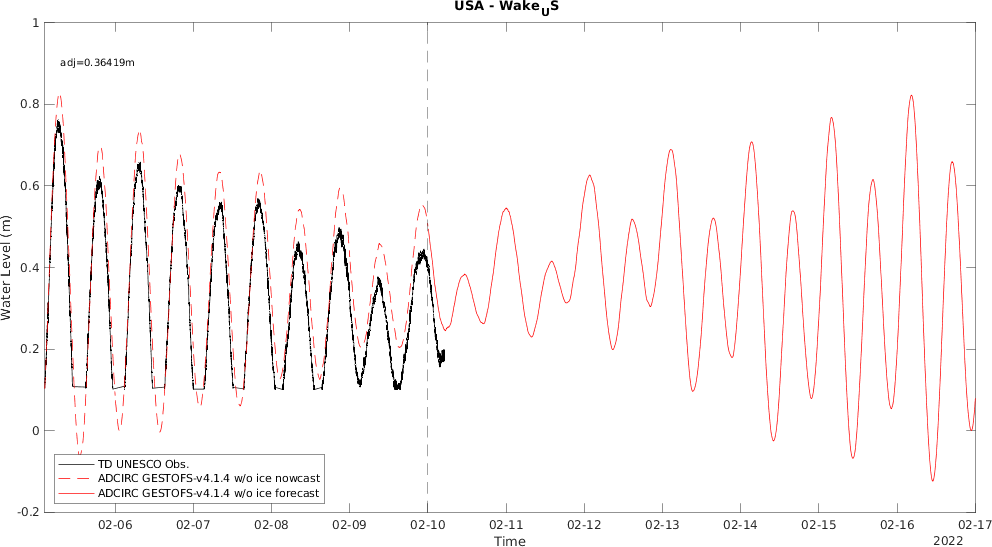 USA - WakeUS
1
0.8
0.6
0.4
0.2
0
-0.2
Water Level (m)
adj=0.36419m
TD UNESCO Obs.
ADCIRC GESTOFS-v4.1.4 w/o ice nowcast
ADCIRC GESTOFS-v4.1.4 w/o ice forecast
02-06 02-07 02-08 02-09 02-10 02-11 02-12 02-13 02-14 02-15 02-16 02-17
Time
2022